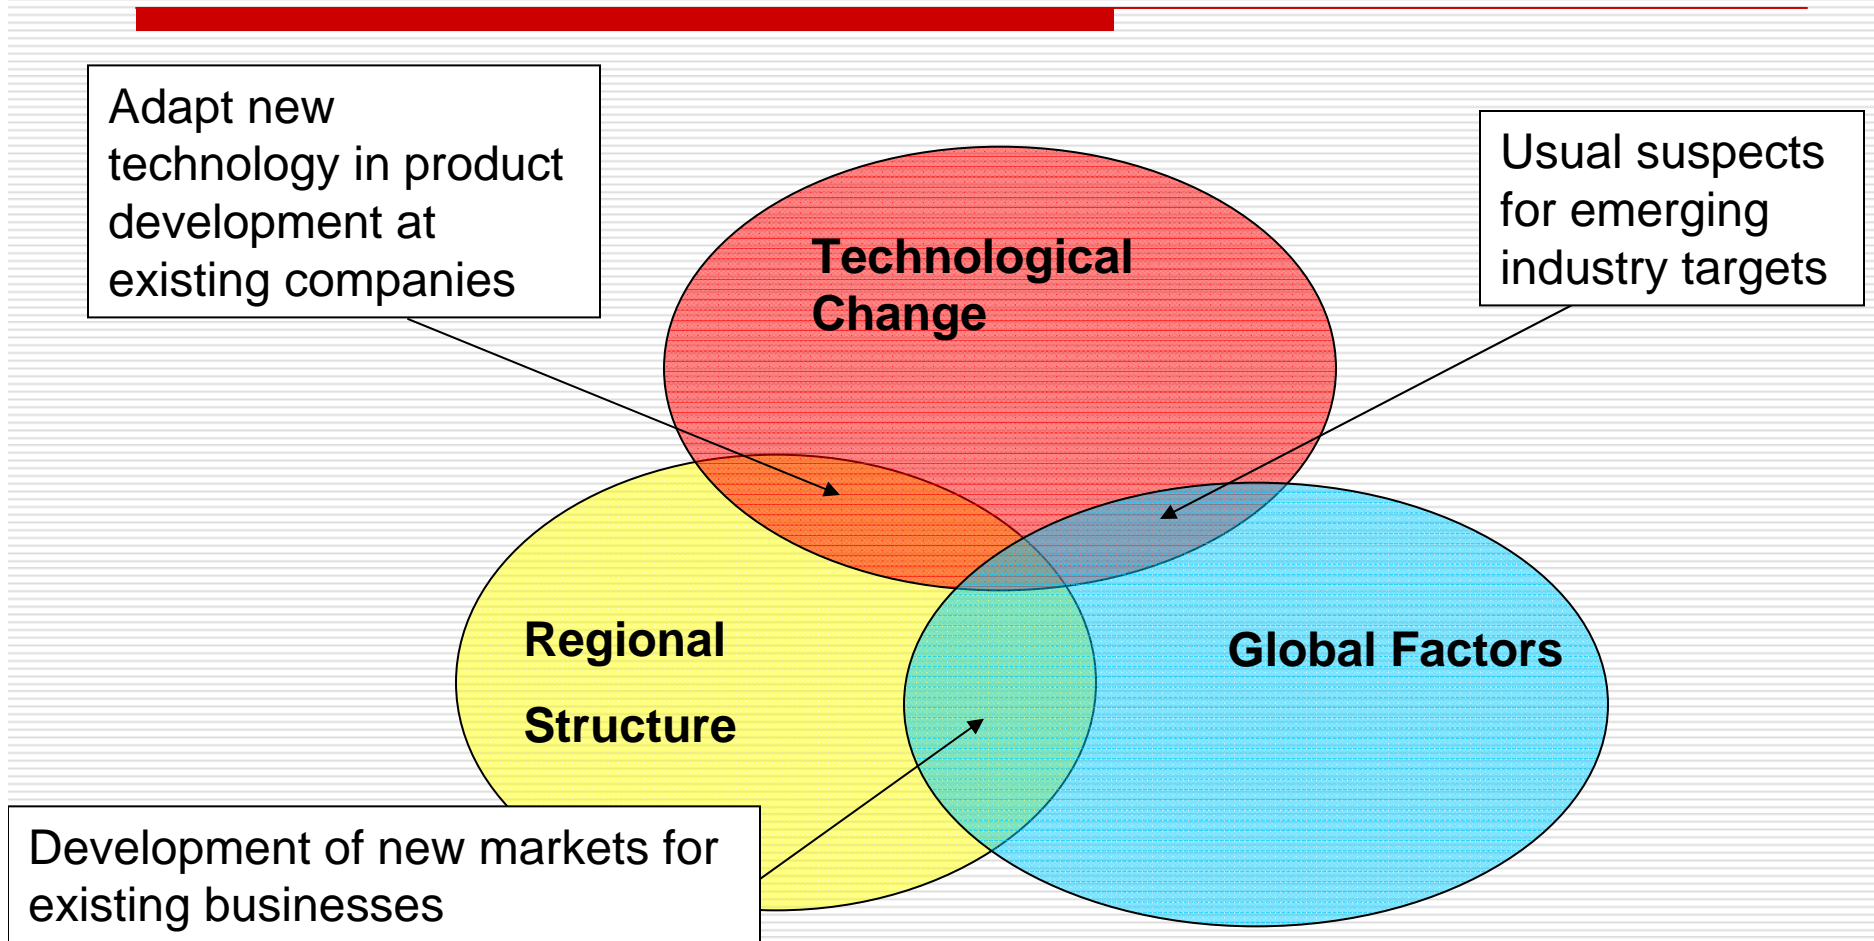 Adapt new
technology in product
development at
existing companies
Usual suspects
for emerging
industry targets
Technological
Change
Regional
Structure
Global Factors
Development of new markets for
existing businesses